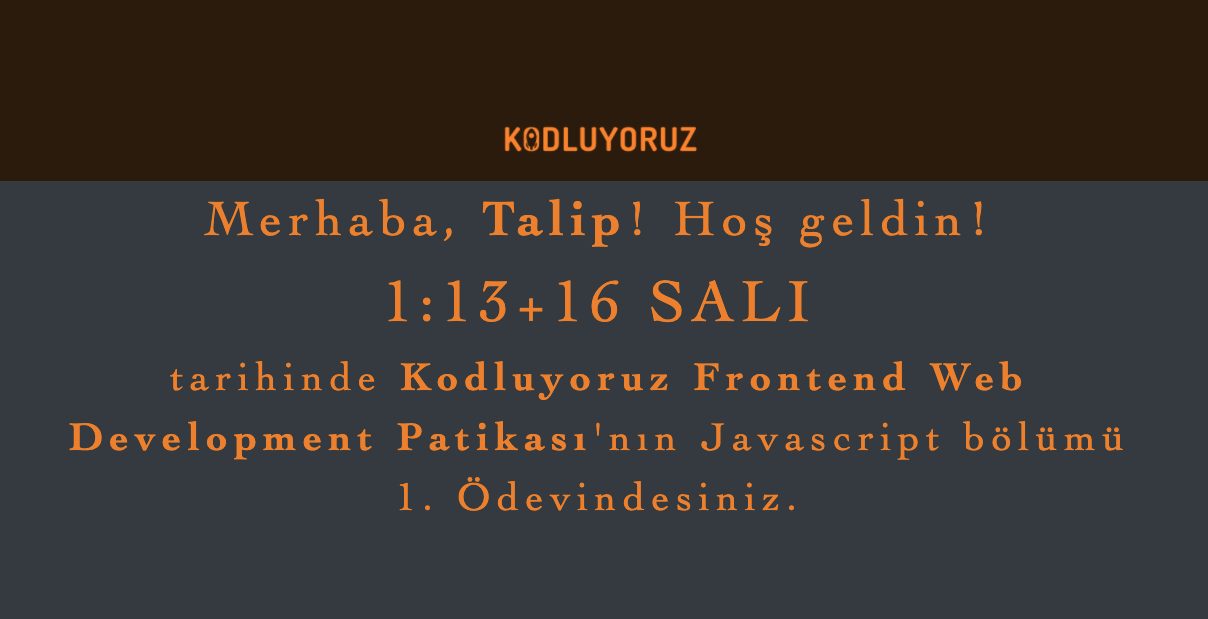 KODLUYORUZ
Merhaba, Talip! Hoş geldin!
1:13+16 SALI
tarihinde Kodluyoruz Frontend Web
Development Patikası'nın Javascript bölümü
1. Ödevindesiniz.